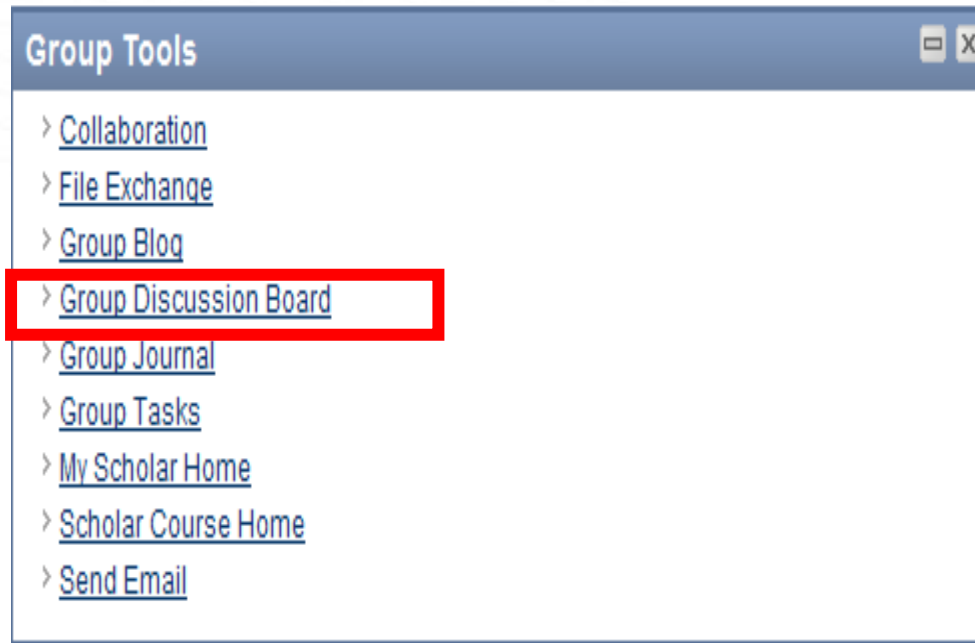 Group Tools
Collaboration
File Exchange
Group Blog
Group Discussion Board
Group Journal
Group Tasks
My Scholar Home
Scholar Course Home
Send Email